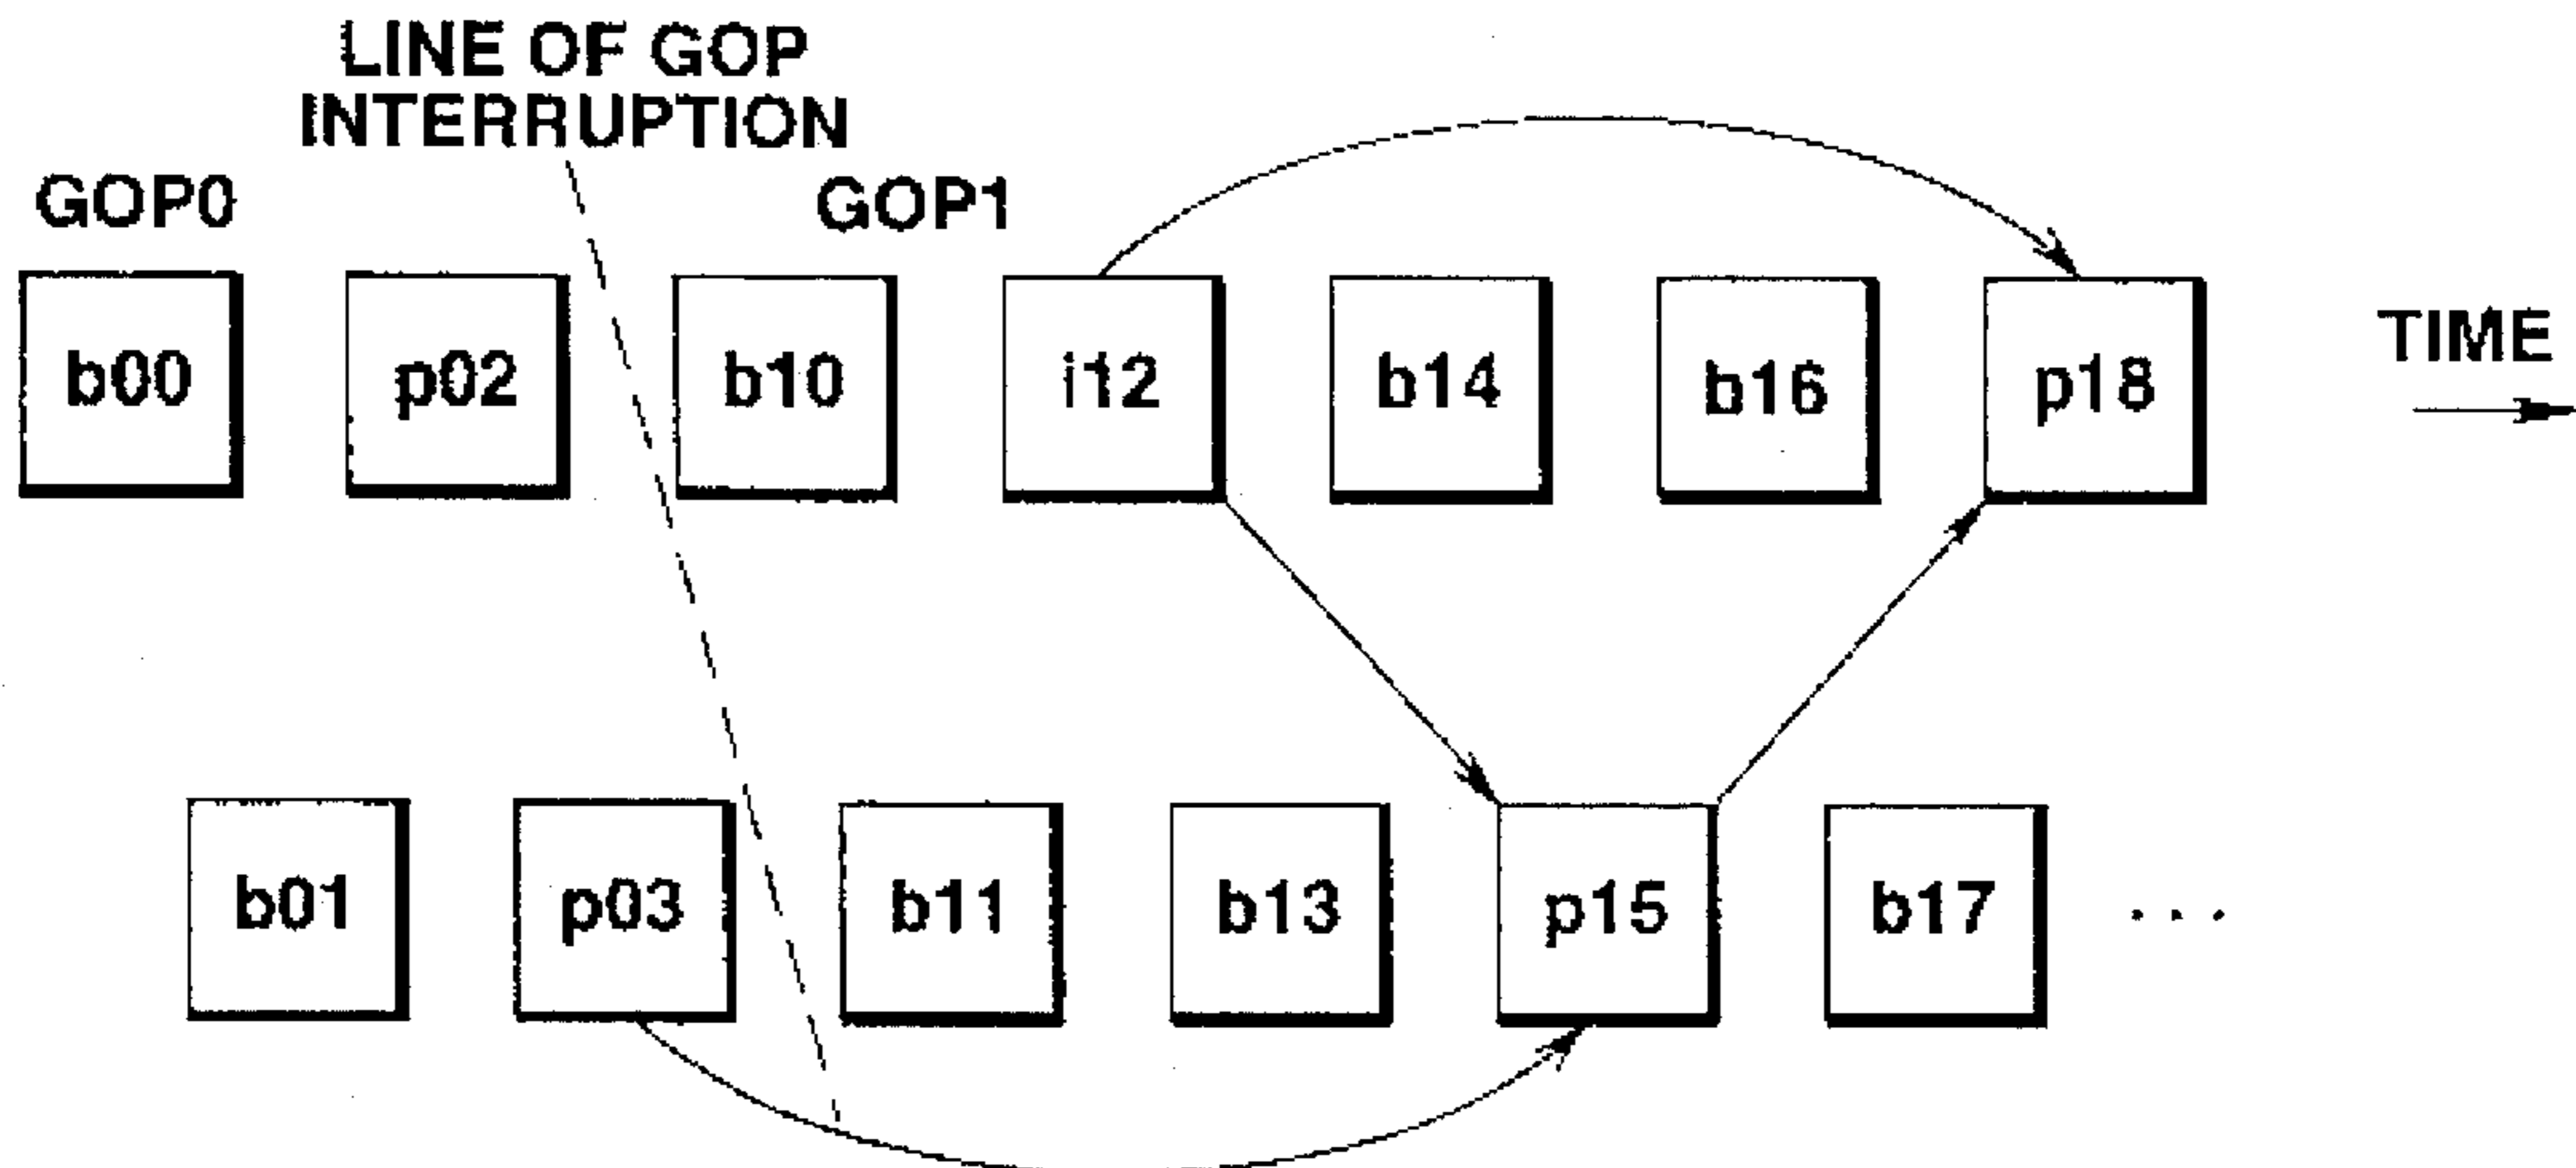 LINE OF GOP
INTERRUPTION
GOP0
GOP1
b00
p02
b10
i12
b14
b16
p18
TIME
b01
p03
b11
b13
p15
b17
...